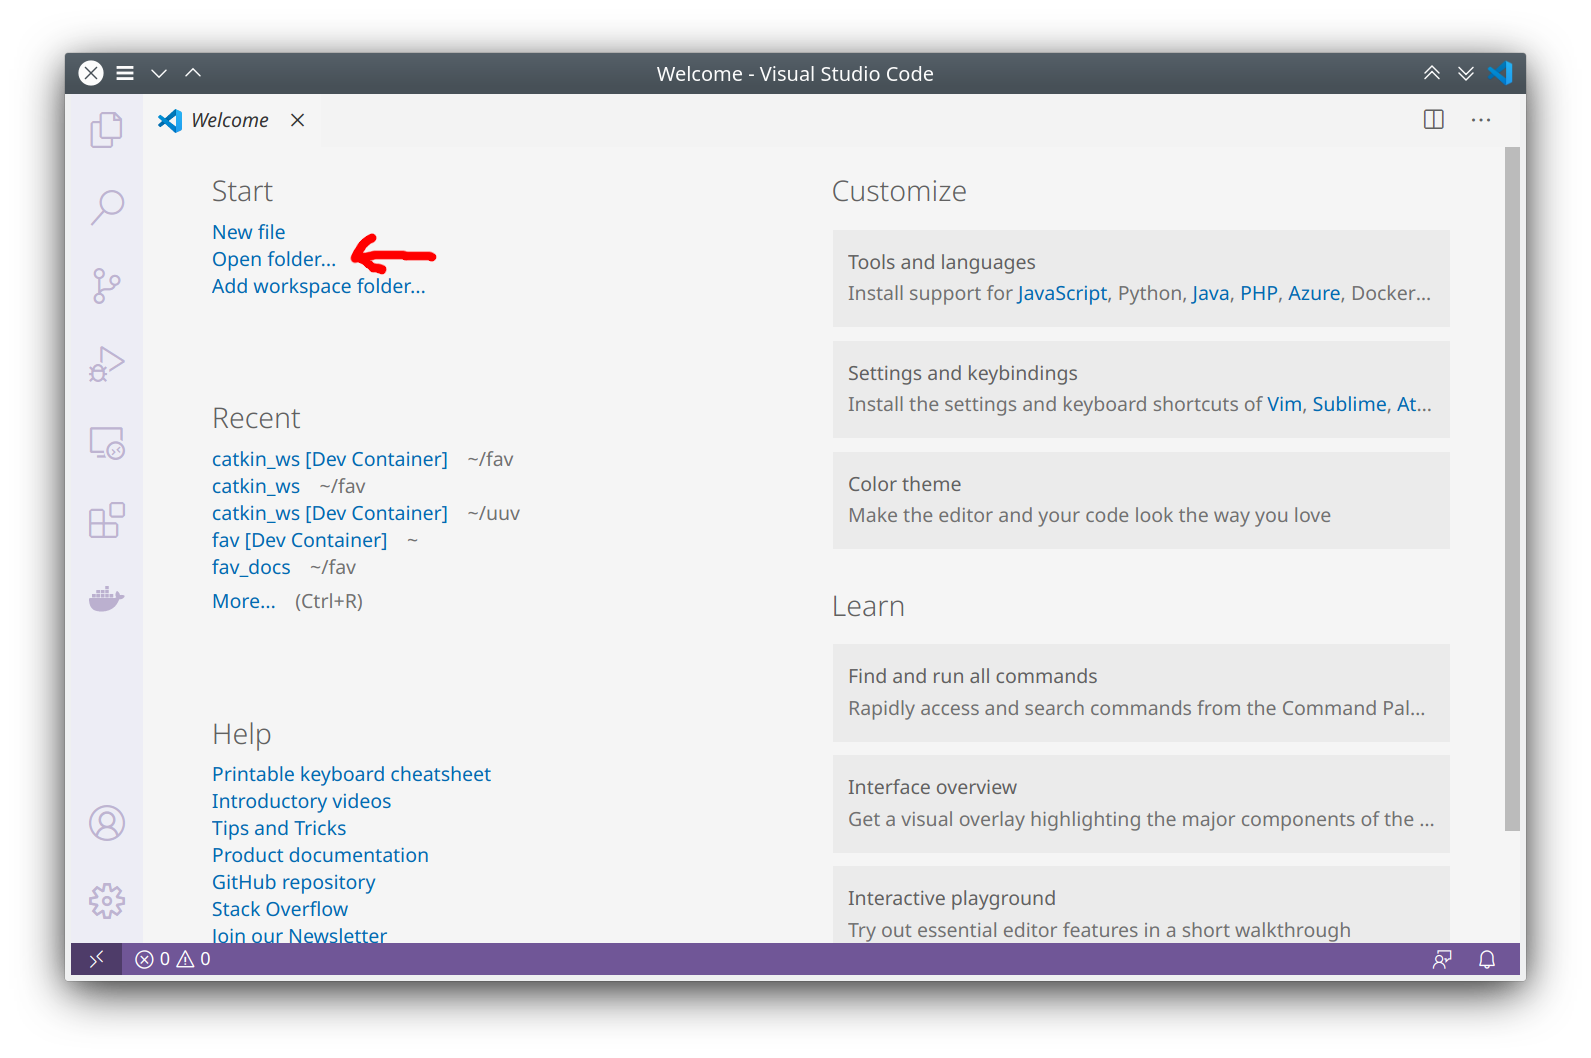 Welcome - Visual Studio Code
Welcome
Start
New file
Open folder...
Add workspace folder...
Recent
catkin_ws [Dev Container] ~/fav
catkin_ws ~/fav
catkin_ws [Dev Container] ~/uuv
fav [Dev Container] ~
fav_docs ~/fav
More... (Ctrl+R)
Help
Printable keyboard cheatsheet
Introductory videos
Tips and Tricks
Product documentation
GitHub repository
Stack Overflow
Join our Newsletter
Customize
Tools and languages
Install support for JavaScript, Python, Java, PHP, Azure, Docker...
Settings and keybindings
Install the settings and keyboard shortcuts of Vim, Sublime, At...
Color theme
Make the editor and your code look the way you love
Learn
Find and run all commands
Rapidly access and search commands from the Command Pal...
Interface overview
Get a visual overlay highlighting the major components of the ...
Interactive playground
Try out essential editor features in a short walkthrough
0 0